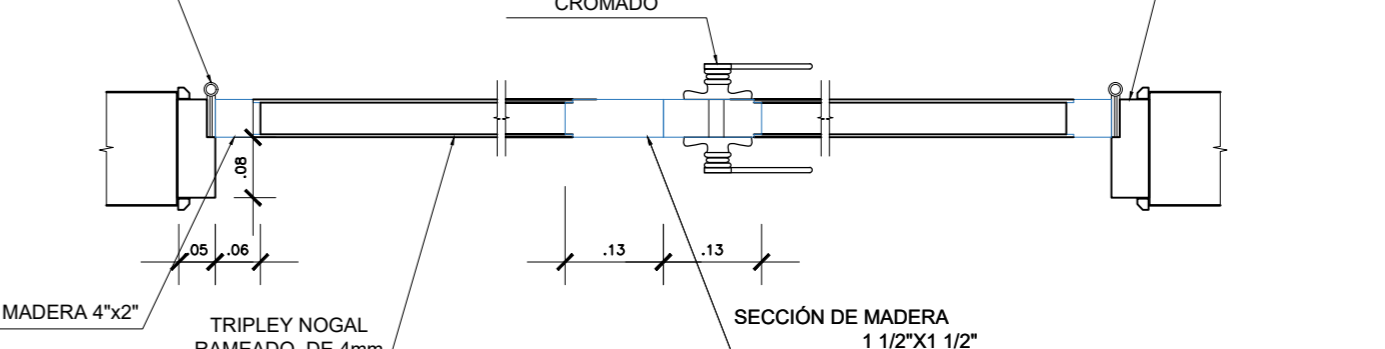 CROMADO
.08
.05
.06
.13
.13
MADERA 4"x2"
TRIPLEY NOGAL
RAMEADO DE 4mm
SECCIÓN DE MADERA
1 1/2"X1 1/2"